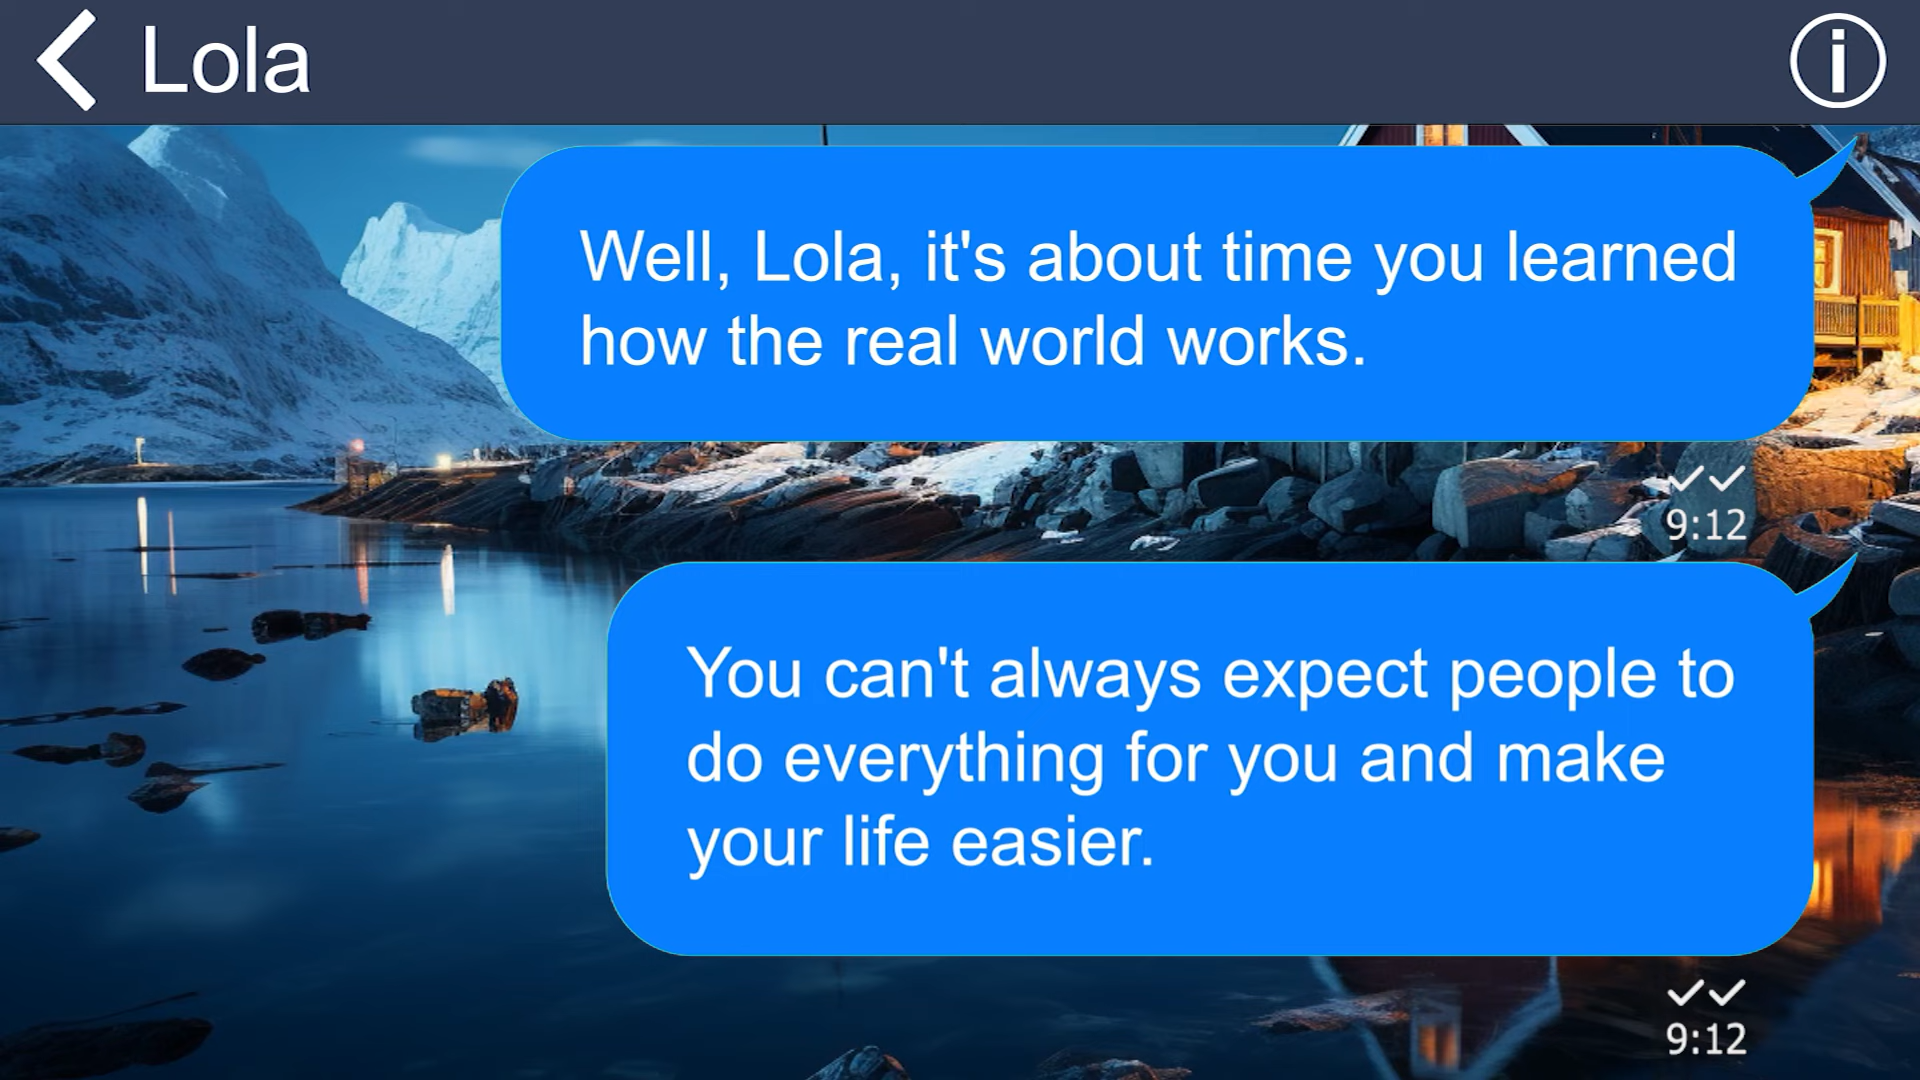 Lola
Well, Lola, it's about time you learned
how the real world works.
9:12
You can't always expect people to
do everything for you and make
your life easier.
9:12